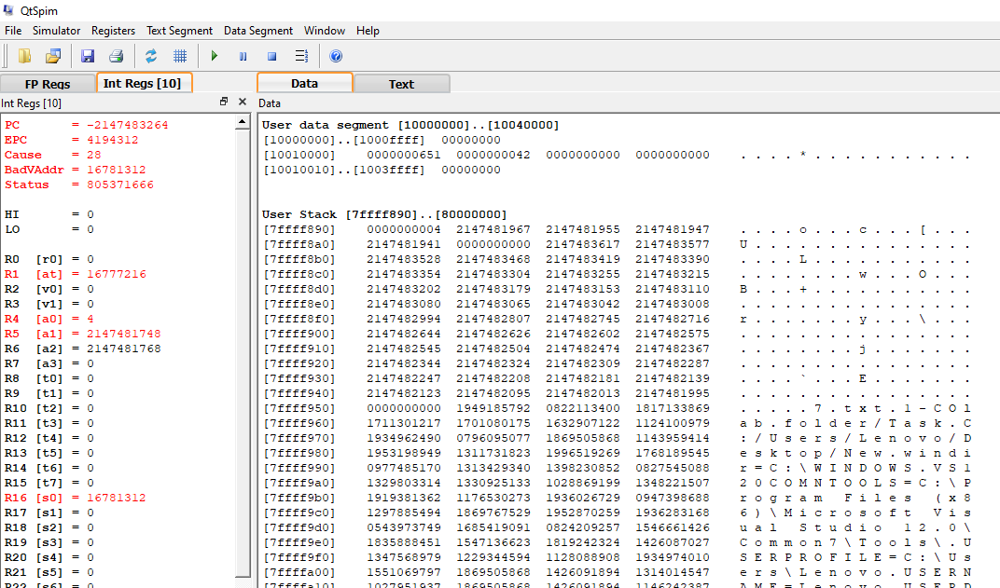 QtSpim
File Simulator Registers Text Segment Data Segment Window Help
FP Regs Int Regs [10] Data Text
Int Regs [10] Data
PC = -2147483264
EPC = 4194312
Cause = 28
BadVAddr = 16781312
Status = 805371666
HI = 0
LO = 0
R0 [r0] = 0
R1 [at] = 16777216
R2 [v0] = 0
R3 [v1] = 0
R4 [a0] = 4
R5 [a1] = 2147481748
R6 [a2] = 2147481768
R7 [a3] = 0
R8 [t0] = 0
R9 [t1] = 0
R10 [t2] = 0
R11 [t3] = 0
R12 [t4] = 0
R13 [t5] = 0
R14 [t6] = 0
R15 [t7] = 0
R16 [s0] = 16781312
R17 [s1] = 0
R18 [s2] = 0
R19 [s3] = 0
R20 [s4] = 0
R21 [s5] = 0
R22 [s6] = 0
User data segment [10000000]..[10040000]
[10000000]..[1000ffff] 00000000
[10010000] 0000000651 0000000042 0000000000 0000000000 . . . . * . . . . . . . . . . .
[10010010]..[1003ffff] 00000000
User Stack [7ffff890]..[80000000]
[7ffff890] 0000000004 2147481967 2147481955 2147481947 . . . . o . . . c . . . [ . . .
[7ffff8a0] 2147481941 0000000000 2147483617 2147483577 U . . . . . . . . . . . . . . .
[7ffff8b0] 2147483528 2147483468 2147483419 2147483390 . . . . L . . . . . . . . . . .
[7ffff8c0] 2147483354 2147483304 2147483255 2147483215 . . . . . . . . w . . . O . . .
[7ffff8d0] 2147483202 2147483179 2147483153 2147483110 B . . . + . . . . . . . . . . .
[7ffff8e0] 2147483080 2147483065 2147483042 2147483008 . . . . . . . . . . . . . . . .
[7ffff8f0] 2147482994 2147482807 2147482745 2147482716 r . . . . . . . y . . . \ . . .
[7ffff900] 2147482644 2147482626 2147482602 2147482575 . . . . . . . . . . . . . . . .
[7ffff910] 2147482545 2147482504 2147482474 2147482367 . . . . . . . . j . . . . . . .
[7ffff920] 2147482344 2147482324 2147482309 2147482287 . . . . . . . . . . . . . . . .
[7ffff930] 2147482247 2147482208 2147482181 2147482139 . . . . ` . . . E . . . . . . .
[7ffff940] 2147482123 2147482095 2147482013 2147481995 . . . . . . . . . . . . . . . .
[7ffff950] 0000000000 1949185792 0822113400 1817133869 . . . . . 7 . t x t . 1 - C O l
[7ffff960] 1711301217 1701080175 1632907122 1124100979 a b . f o l d e r / T a s k . C
[7ffff970] 1934962490 0796095077 1869505868 1143959414 : / U s e r s / L e n o v o / D
[7ffff980] 1953198949 1311731823 1996519269 1768189545 e s k t o p / N e w . w i n d i
[7ffff990] 0977485170 1313429340 1398230852 0827545088 r = C : \ W I N D O W S . V S 1
[7ffff9a0] 1329803314 1330925133 1028869199 1348221507 2 0 C O M N T O O L S = C : \ P
[7ffff9b0] 1919381362 1176530273 1936026729 0947398688 r o g r a m F i l e s ( x 8
[7ffff9c0] 1297885494 1869767529 1952870259 1936283168 6 ) \ M i c r o s o f t V i s
[7ffff9d0] 0543973749 1685419091 0824209257 1546661426 u a l S t u d i o 1 2 . 0 \
[7ffff9e0] 1835888451 1547136623 1819242324 1426087027 C o m m o n 7 \ T o o l s \ . U
[7ffff9f0] 1347568979 1229344594 1128088908 1934974010 S E R P R O F I L E = C : \ U s
[7ffffa00] 1551069797 1869505868 1426091894 1314014547 e r s \ L e n o v o . U S E R N
[7ffffa10] 1027951937 1869505868 1426091894 1146242387 A M E = L e n o v o . U S E R D